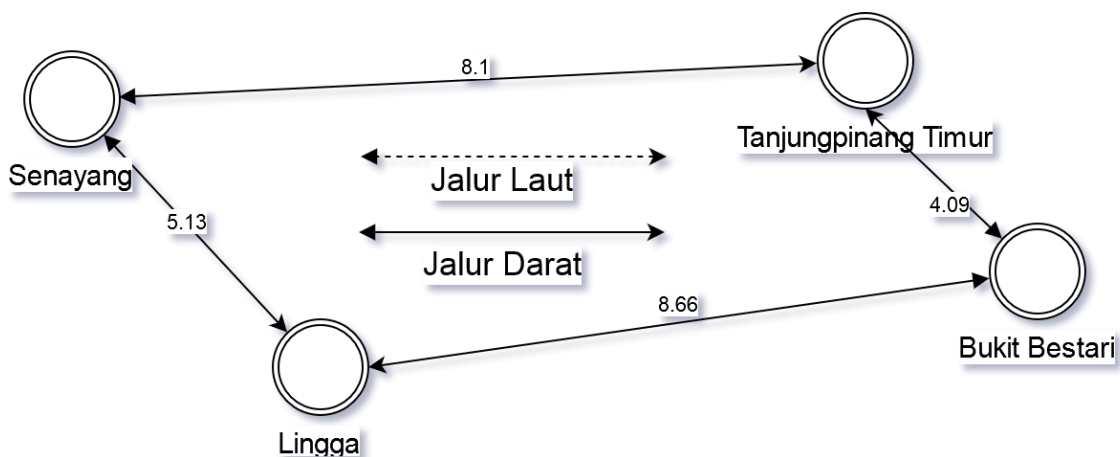 8.1
Tanjungpinang Timur
Senayang
Jalur Laut
4.09
5.13
Jalur Darat
8.66
Bukit Bestari
Lingga